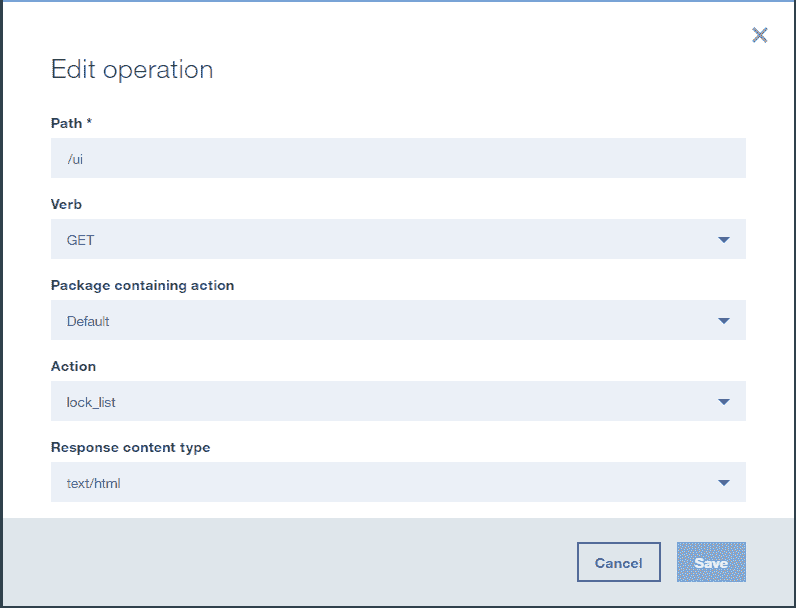 Edit operation
Path *
/ui
Verb
GET
Package containing action
Default
Action
lock_list
Response content type
text/html
Cancel
Save